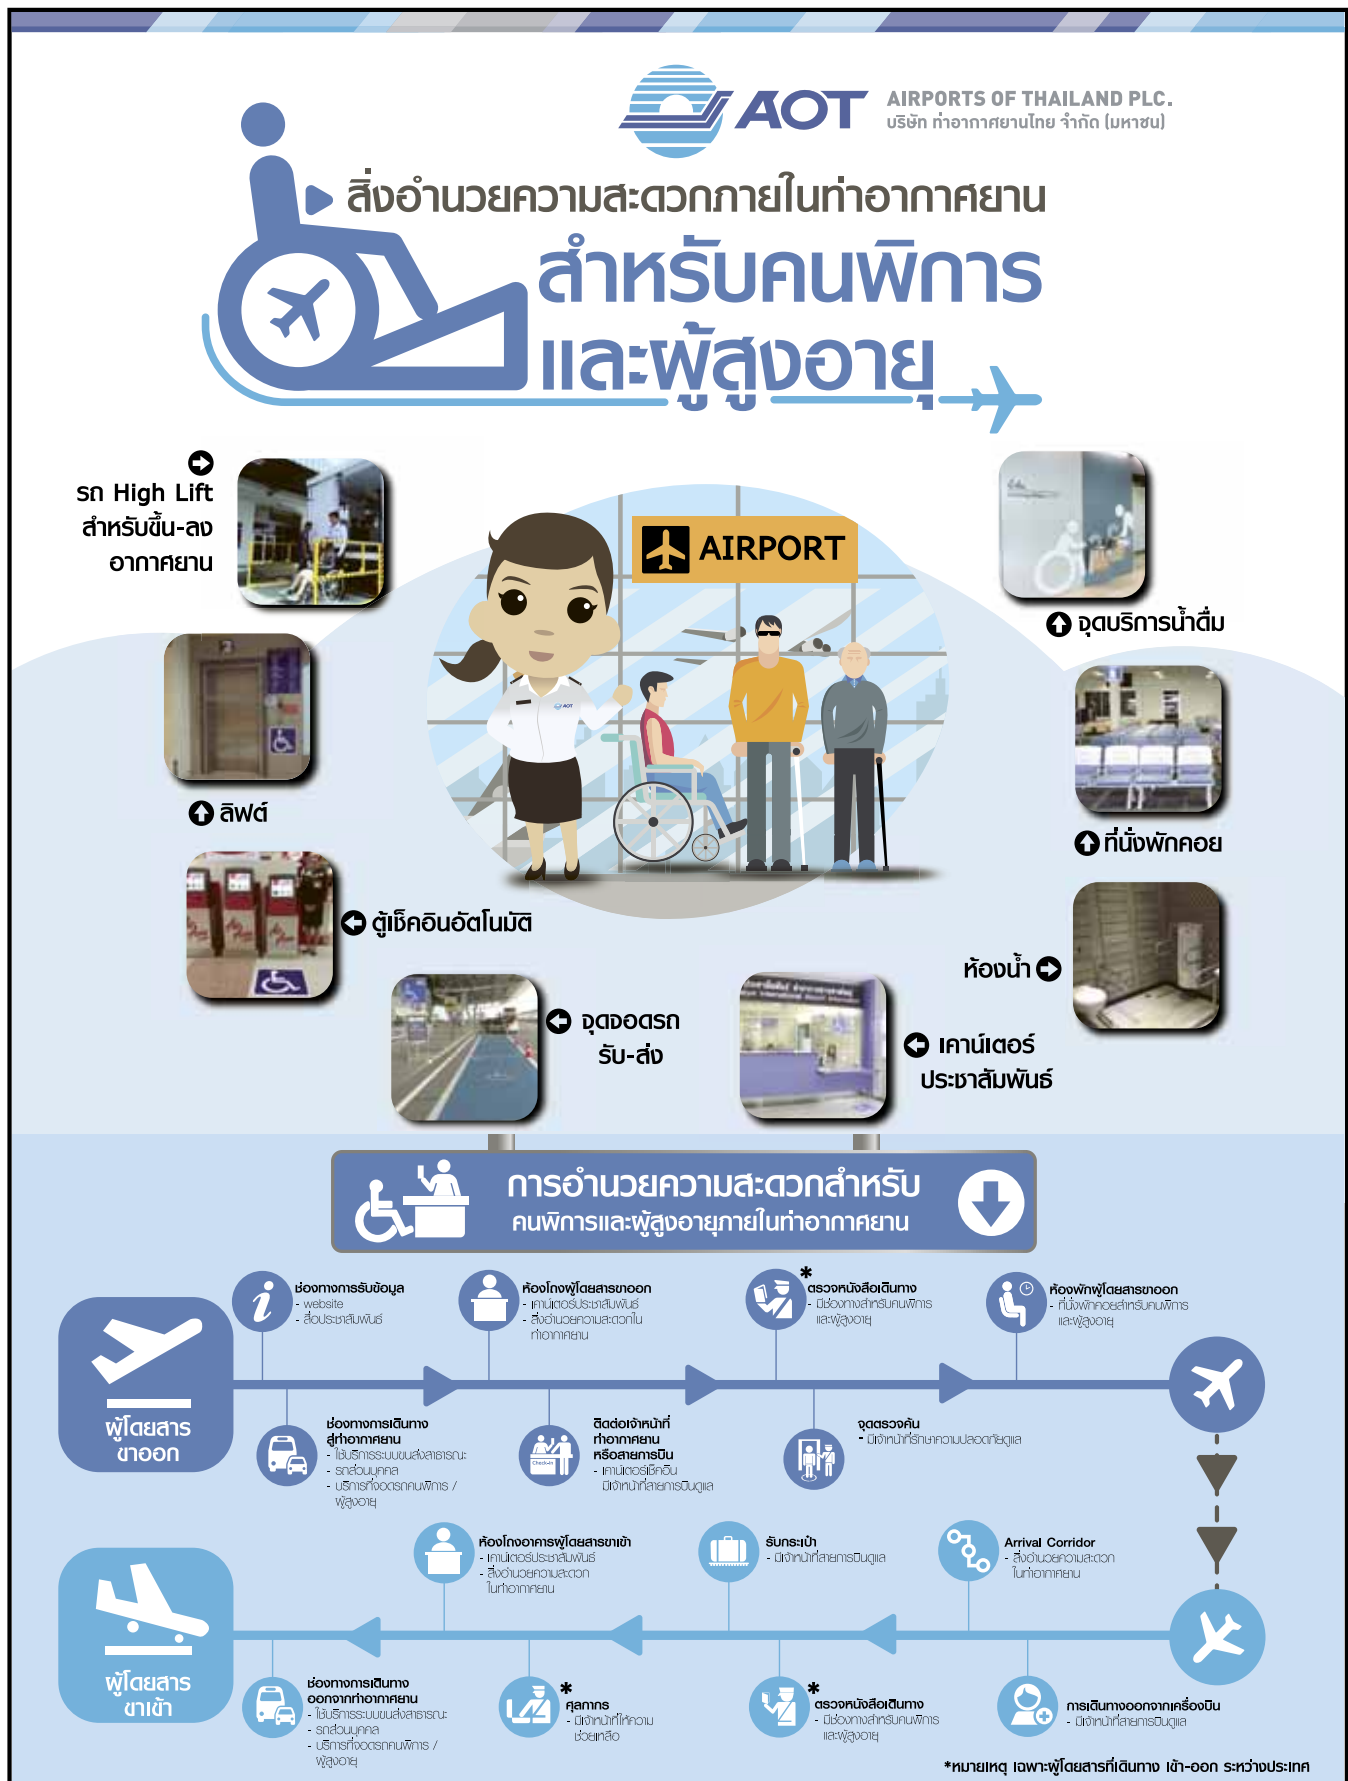 AOT
AIRPORTS OF THAILAND PLC.
บริษัท ท่าอากาศยานไทย จำกัด (มหาชน)
สิ่งอำนวยความสะดวกภายในท่าอากาศยาน
สำหรับคนพิการ
และผู้สูงอายุ
รถ High Lift
สำหรับขึ้น-ลง
อากาศยาน
AIRPORT
AOT
จุดบริการน้ำดื่ม
ลิฟต์
ที่นั่งพักคอย
ตู้เช็คอินอัตโนมัติ
ห้องน้ำ
จุดจอดรถ
รับ-ส่ง
เคาน์เตอร์
ประชาสัมพันธ์
การอำนวยความสะดวกสำหรับ
คนพิการและผู้สูงอายุภายในท่าอากาศยาน
ผู้โดยสาร
ขาออก
ช่องทางการรับข้อมูล
- website
- สื่อประชาสัมพันธ์
ช่องทางการเดินทาง
สู่ท่าอากาศยาน
- ใช้บริการระบบขนส่งสาธารณะ
- รถส่วนบุคคล
- บริการที่จอดรถคนพิการ /
ผู้สูงอายุ
ห้องโถงผู้โดยสารขาออก
- เคาน์เตอร์ประชาสัมพันธ์
- สิ่งอำนวยความสะดวกใน
ท่าอากาศยาน
Check-in
ติดต่อเจ้าหน้าที่
ท่าอากาศยาน
หรือสายการบิน
- เคาน์เตอร์เช็คอิน
มีเจ้าหน้าที่สายการบินดูแล
*
ตรวจหนังสือเดินทาง
- มีช่องทางสำหรับคนพิการ
และผู้สูงอายุ
จุดตรวจค้น
- มีเจ้าหน้าที่รักษาความปลอดภัยดูแล
ห้องพักผู้โดยสารขาออก
- ที่นั่งพักคอยสำหรับคนพิการ
และผู้สูงอายุ
ผู้โดยสาร
ขาเข้า
การเดินทางออกจากเครื่องบิน
- มีเจ้าหน้าที่สายการบินดูแล
Arrival Corridor
- สิ่งอำนวยความสะดวก
ในท่าอากาศยาน
*
ตรวจหนังสือเดินทาง
- มีช่องทางสำหรับคนพิการ
และผู้สูงอายุ
รับกระเป๋า
- มีเจ้าหน้าที่สายการบินดูแล
*
ศุลกากร
- มีเจ้าหน้าที่ให้ความ
ช่วยเหลือ
ห้องโถงอาคารผู้โดยสารขาเข้า
- เคาน์เตอร์ประชาสัมพันธ์
- สิ่งอำนวยความสะดวก
ในท่าอากาศยาน
ช่องทางการเดินทาง
ออกจากท่าอากาศยาน
- ใช้บริการระบบขนส่งสาธารณะ
- รถส่วนบุคคล
- บริการที่จอดรถคนพิการ /
ผู้สูงอายุ
*หมายเหตุ เฉพาะผู้โดยสารที่เดินทาง เข้า-ออก ระหว่างประเทศ